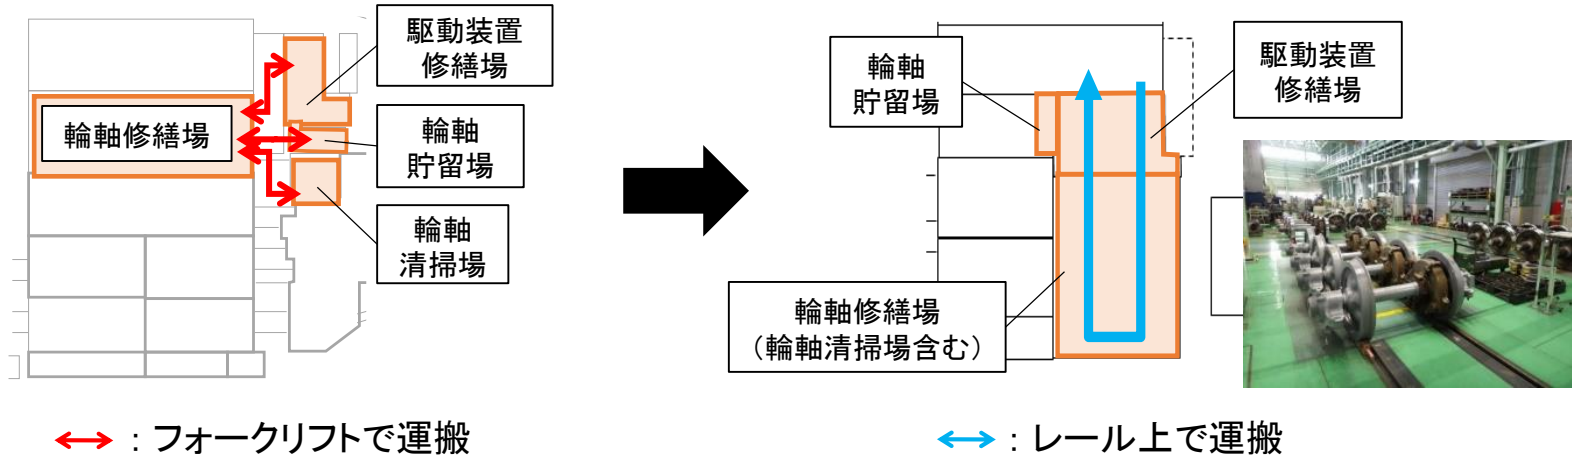 駆動装置
修繕場
輪軸修繕場
輪軸
貯留場
輪軸
清掃場
：フォークリフトで運搬
輪軸
貯留場
駆動装置
修繕場
輪軸修繕場
（輪軸清掃場含む）
：レール上で運搬